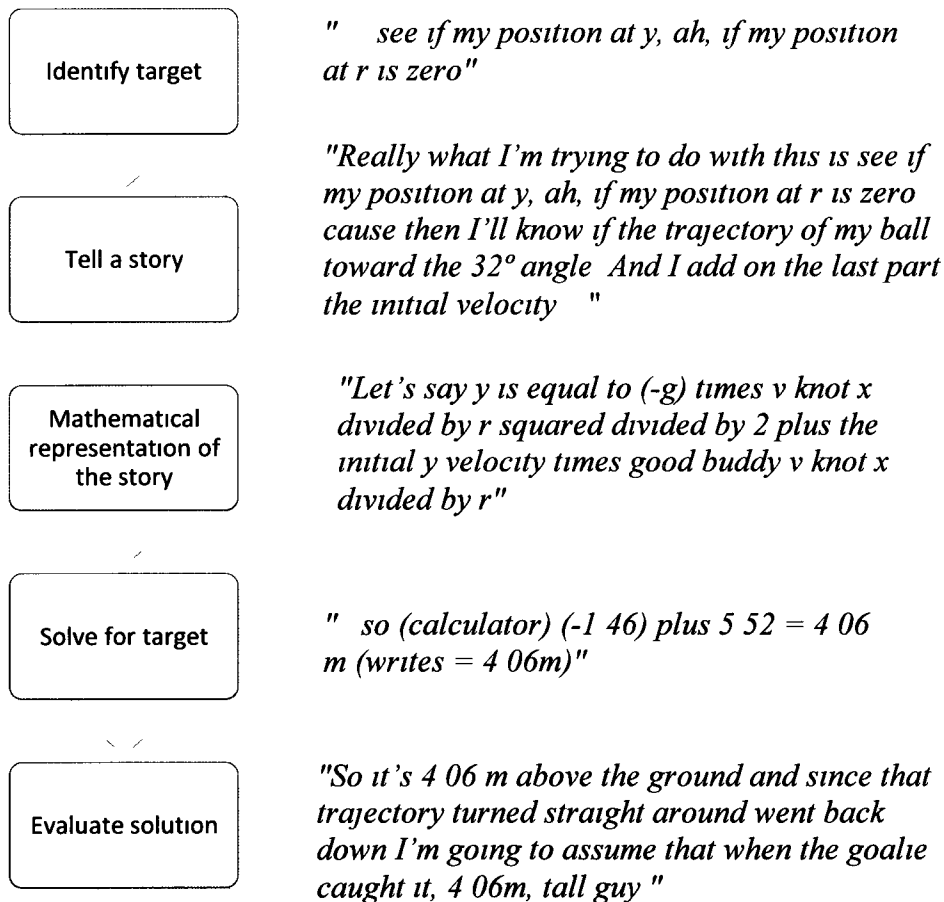 Identify target
" see if my position at y, ah, if my position
at r is zero"
Tell a story
"Really what I'm trying to do with this is see if
my position at y, ah, if my position at r is zero
cause then I'll know if the trajectory of my ball
toward the 32º angle And I add on the last part
the initial velocity "
Mathematical
representation of
the story
"Let's say y is equal to (-g) times v knot x
divided by r squared divided by 2 plus the
initial y velocity times good buddy v knot x
divided by r"
Solve for target
" so (calculator) (-1 46) plus 5 52 = 4 06
m (writes = 4 06m)"
Evaluate solution
"So it's 4 06 m above the ground and since that
trajectory turned straight around went back
down I'm going to assume that when the goalie
caught it, 4 06m, tall guy "